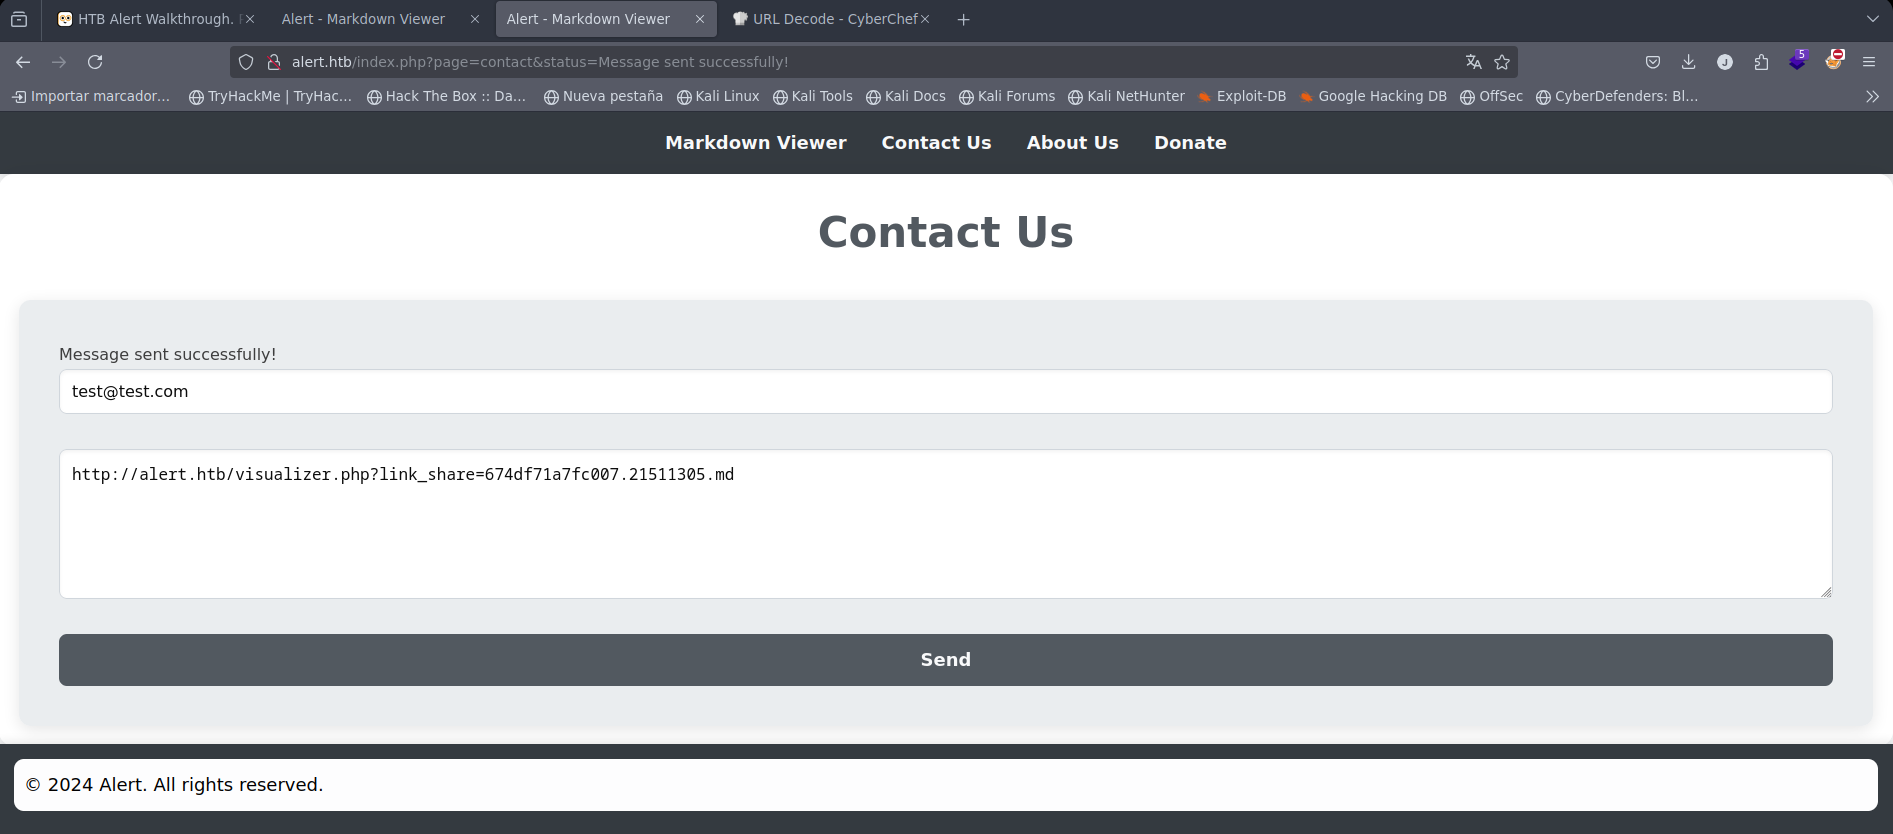 HTB Alert Walkthrough.
Alert - Markdown Viewer
Alert - Markdown Viewer
URL Decode - CyberChef
alert.htb/index.php?page=contact&status=Message sent successfully!
J
5
Importar marcador…
TryHackMe | TryHac…
Hack The Box :: Da…
Nueva pestaña
Kali Linux
Kali Tools
Kali Docs
Kali Forums
Kali NetHunter
Exploit-DB
Google Hacking DB
OffSec
CyberDefenders: Bl…
Markdown Viewer
Contact Us
About Us
Donate
Contact Us
Message sent successfully!
test@test.com
http://alert.htb/visualizer.php?link_share=674df71a7fc007.21511305.md
Send
© 2024 Alert. All rights reserved.